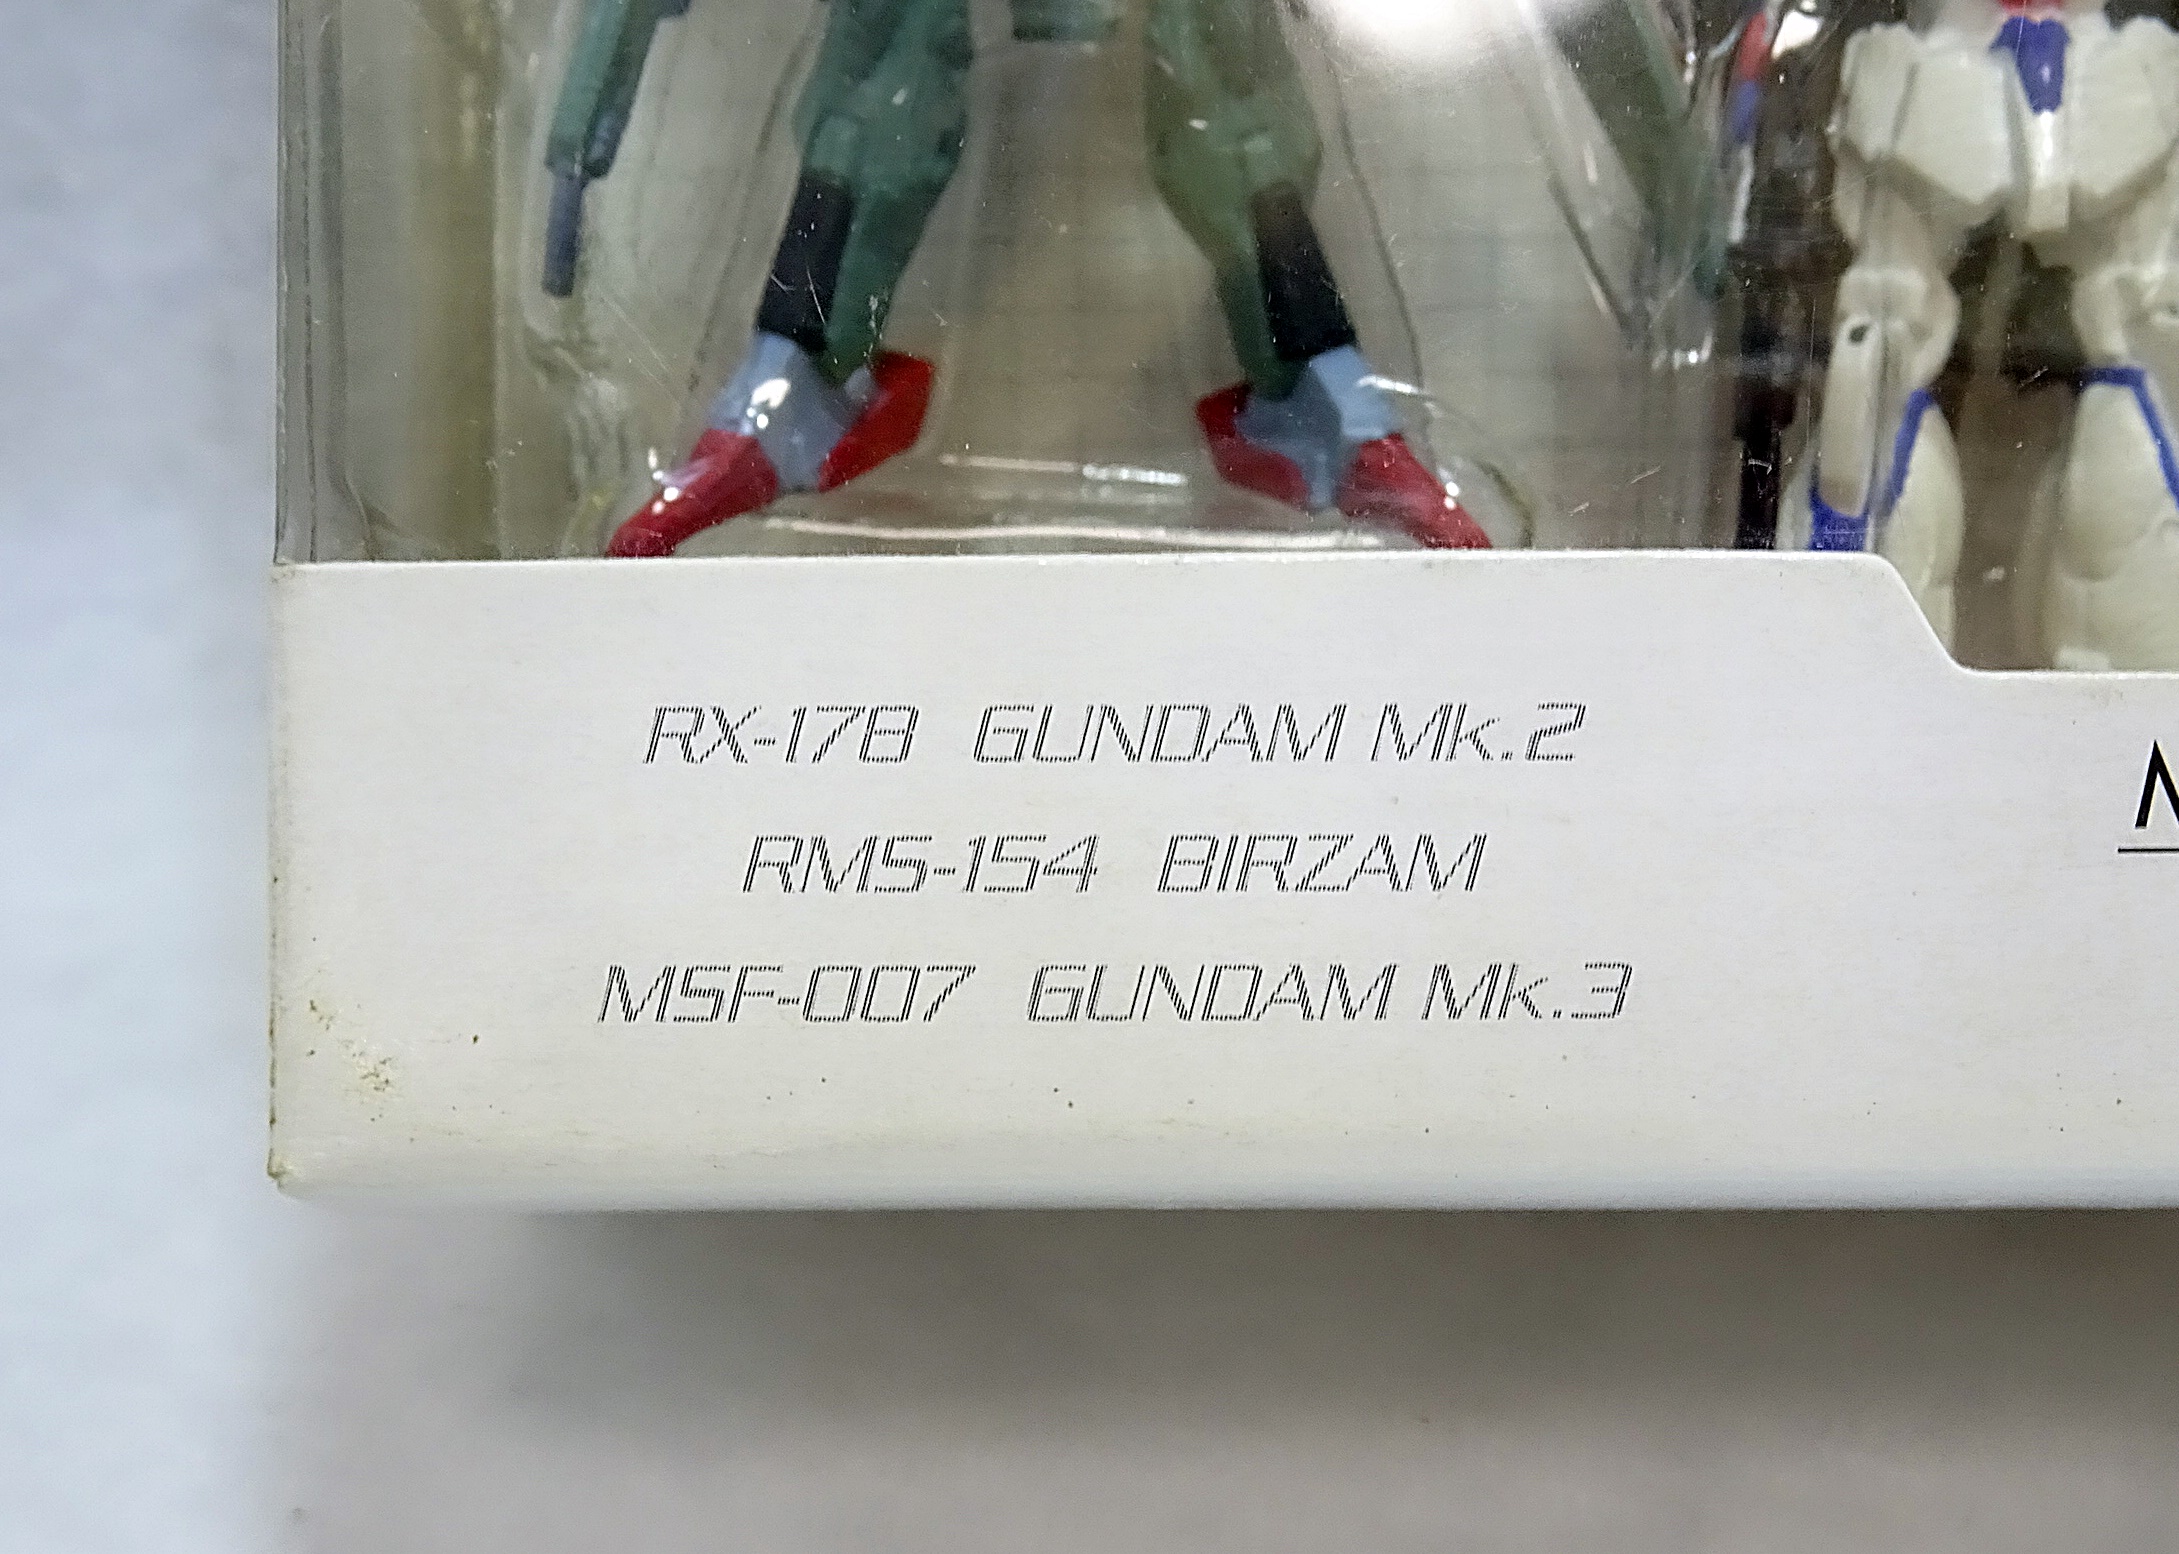 RX-178 GUNDAM Mk.2
RMS-154 BIRZAM
MSF-007 GUNDAM Mk.3